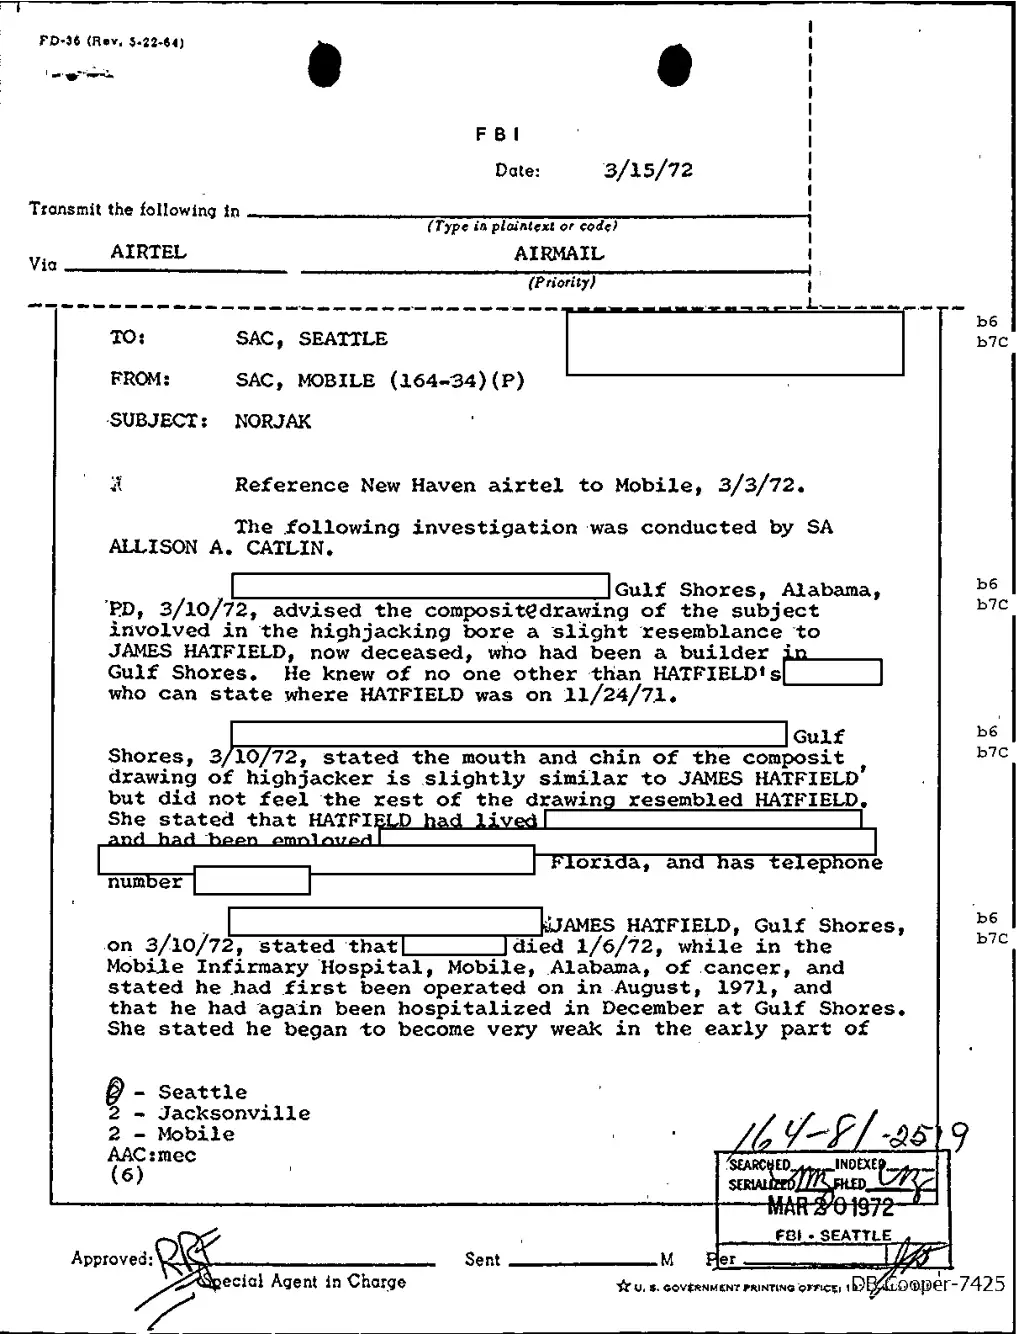 FD-36 (Rev. 5-22-64)
FBI
Date: 3/15/72
Transmit the following in
(Type in plaintext or code)
Via AIRTEL AIRMAIL
(Priority)
b6
b7C
TO: SAC, SEATTLE
FROM: SAC, MOBILE (164-34)(P)
SUBJECT: NORJAK
Reference New Haven airtel to Mobile, 3/3/72.
The following investigation was conducted by SA
ALLISON A. CATLIN.
b6
b7C
Gulf Shores, Alabama,
PD, 3/10/72, advised the composite drawing of the subject
involved in the highjacking bore a slight resemblance to
JAMES HATFIELD, now deceased, who had been a builder in
Gulf Shores. He knew of no one other than HATFIELD's
who can state where HATFIELD was on 11/24/71.
b6
b7C
Gulf
Shores, 3/10/72, stated the mouth and chin of the composit
drawing of highjacker is slightly similar to JAMES HATFIELD,
but did not feel the rest of the drawing resembled HATFIELD.
She stated that HATFIELD had lived
and had been employed
Florida, and has telephone
number
b6
b7C
JAMES HATFIELD, Gulf Shores,
on 3/10/72, stated that died 1/6/72, while in the
Mobile Infirmary Hospital, Mobile, Alabama, of cancer, and
stated he had first been operated on in August, 1971, and
that he had again been hospitalized in December at Gulf Shores.
She stated he began to become very weak in the early part of
2 - Seattle
2 - Jacksonville
2 - Mobile
AAC:mec
(6)
164-81-2519
SEARCHED INDEXED
SERIALIZED FILED
MAR 20 1972
FBI - SEATTLE
Approved: Sent M Per
Special Agent in Charge
☆ U. S. GOVERNMENT PRINTING OFFICE:
DB Cooper-7425